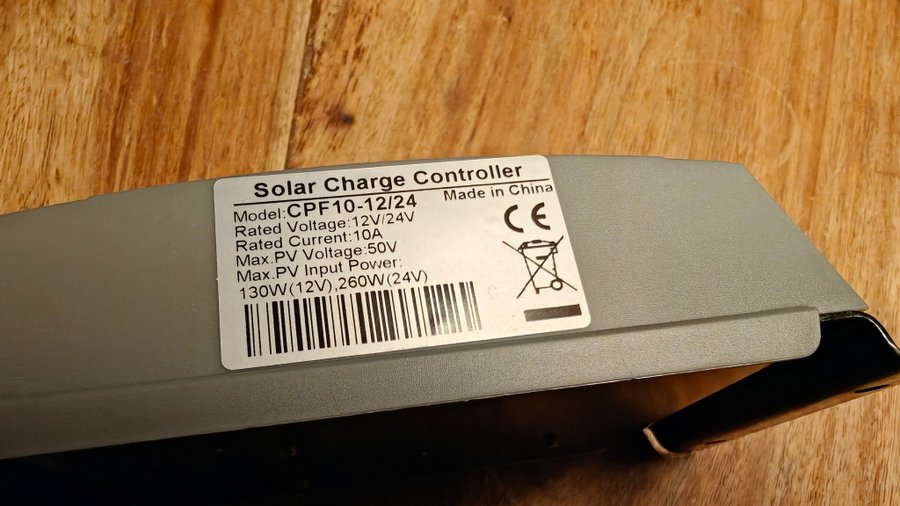 Solar Charge Controller
Made in China
Model:CPF10-12/24
Rated Voltage:12V/24V
Rated Current:10A
Max.PV Voltage:50V
Max.PV Input Power:
130W(12V),260W(24V)
CE